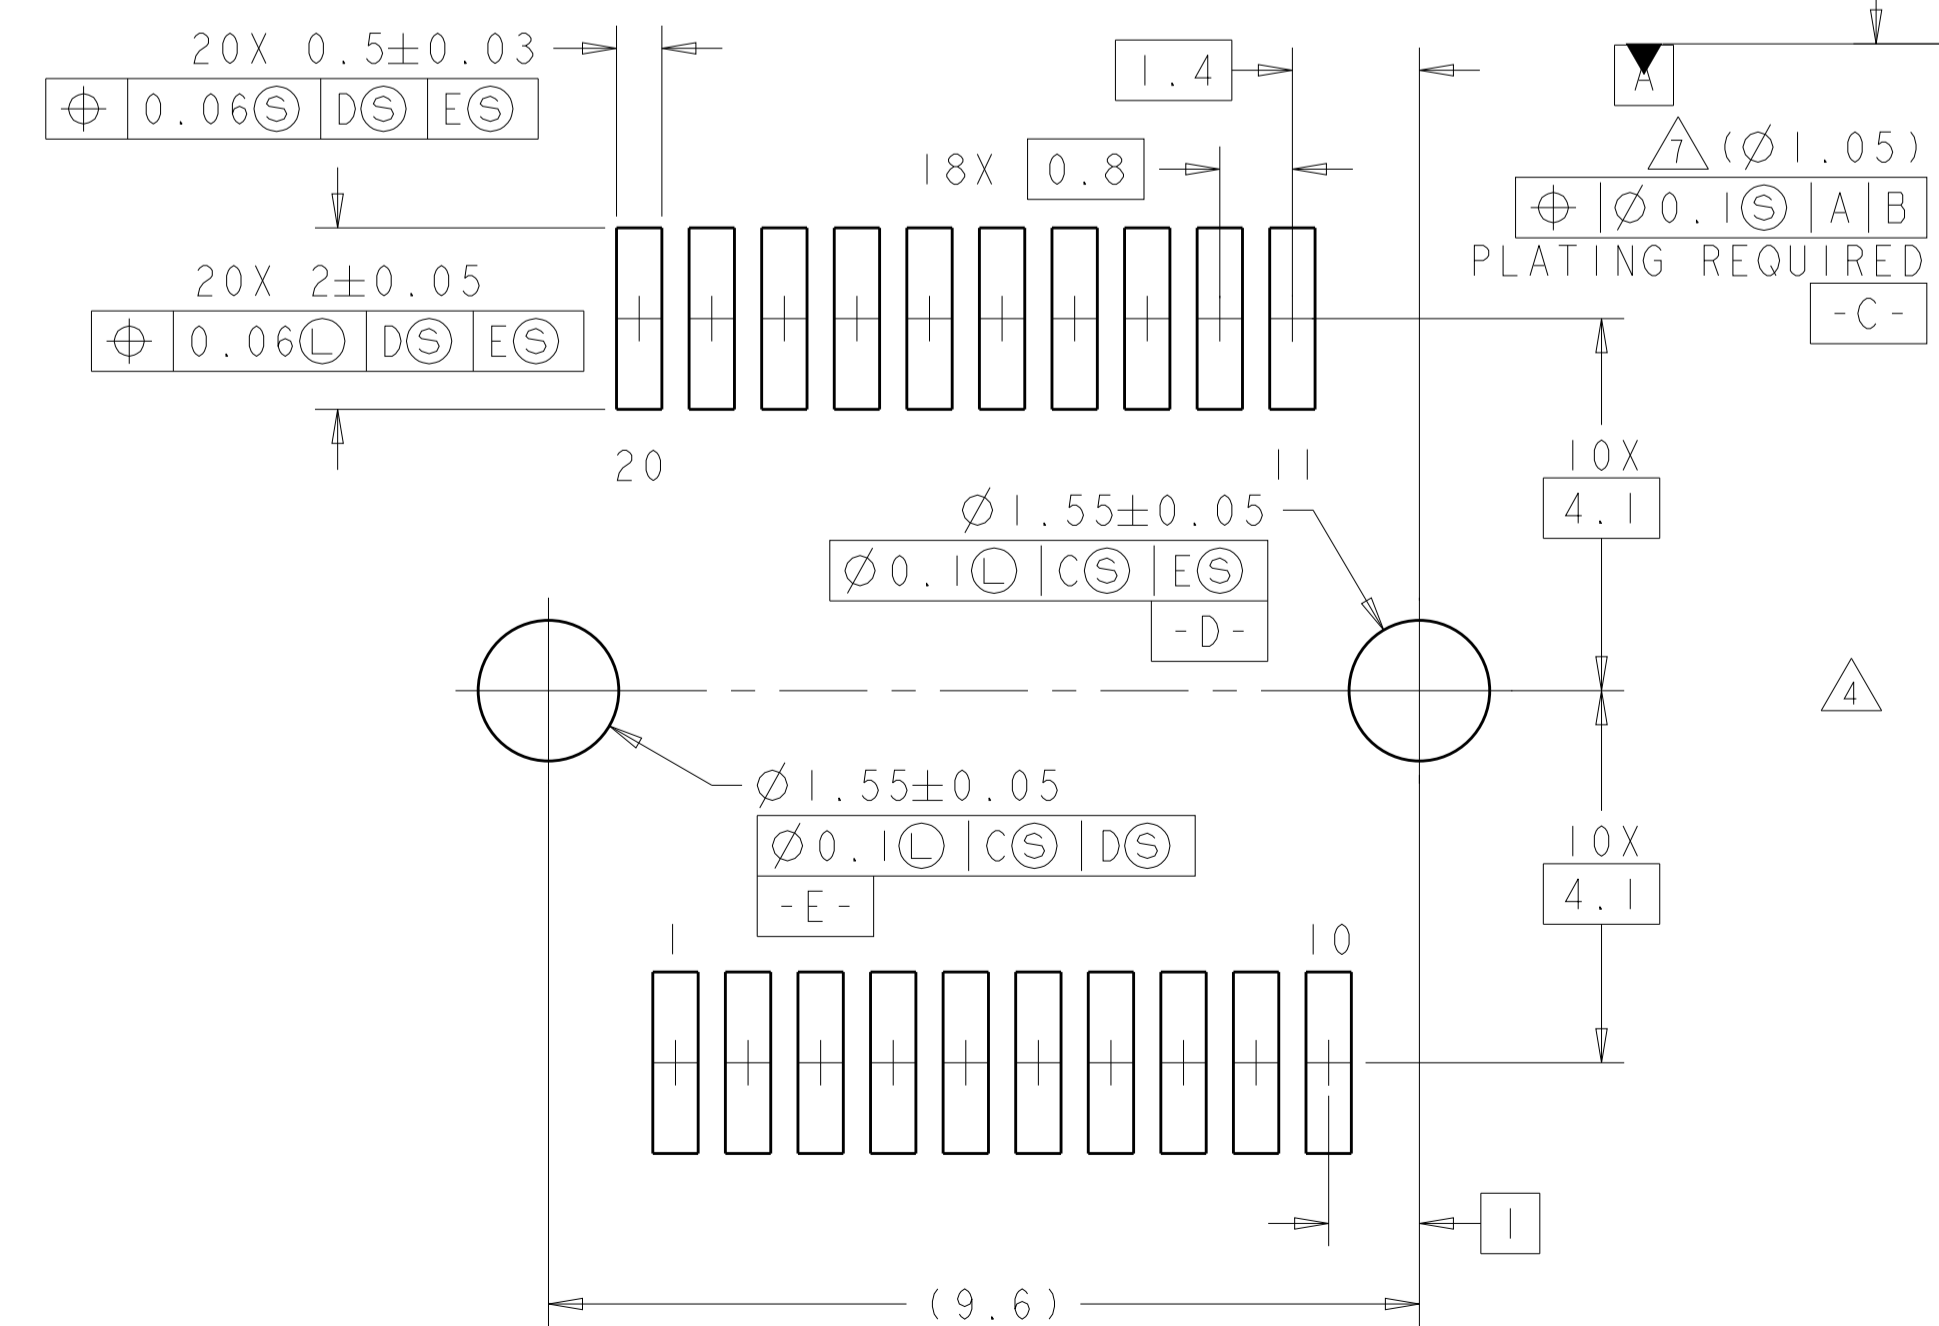 20X 0.5±0.03
⌖ 0.06Ⓢ DⓈ EⓈ
1.4
A
18X 0.8
7 (Ø1.05)
⌖ Ø0.1Ⓢ A B
PLATING REQUIRED
-C-
20X 2±0.05
⌖ 0.06Ⓛ DⓈ EⓈ
20
11
10X
4.1
Ø1.55±0.05
Ø0.1Ⓛ CⓈ EⓈ
-D-
4
Ø1.55±0.05
Ø0.1Ⓛ CⓈ DⓈ
-E-
10X
4.1
1
10
1
(9.6)